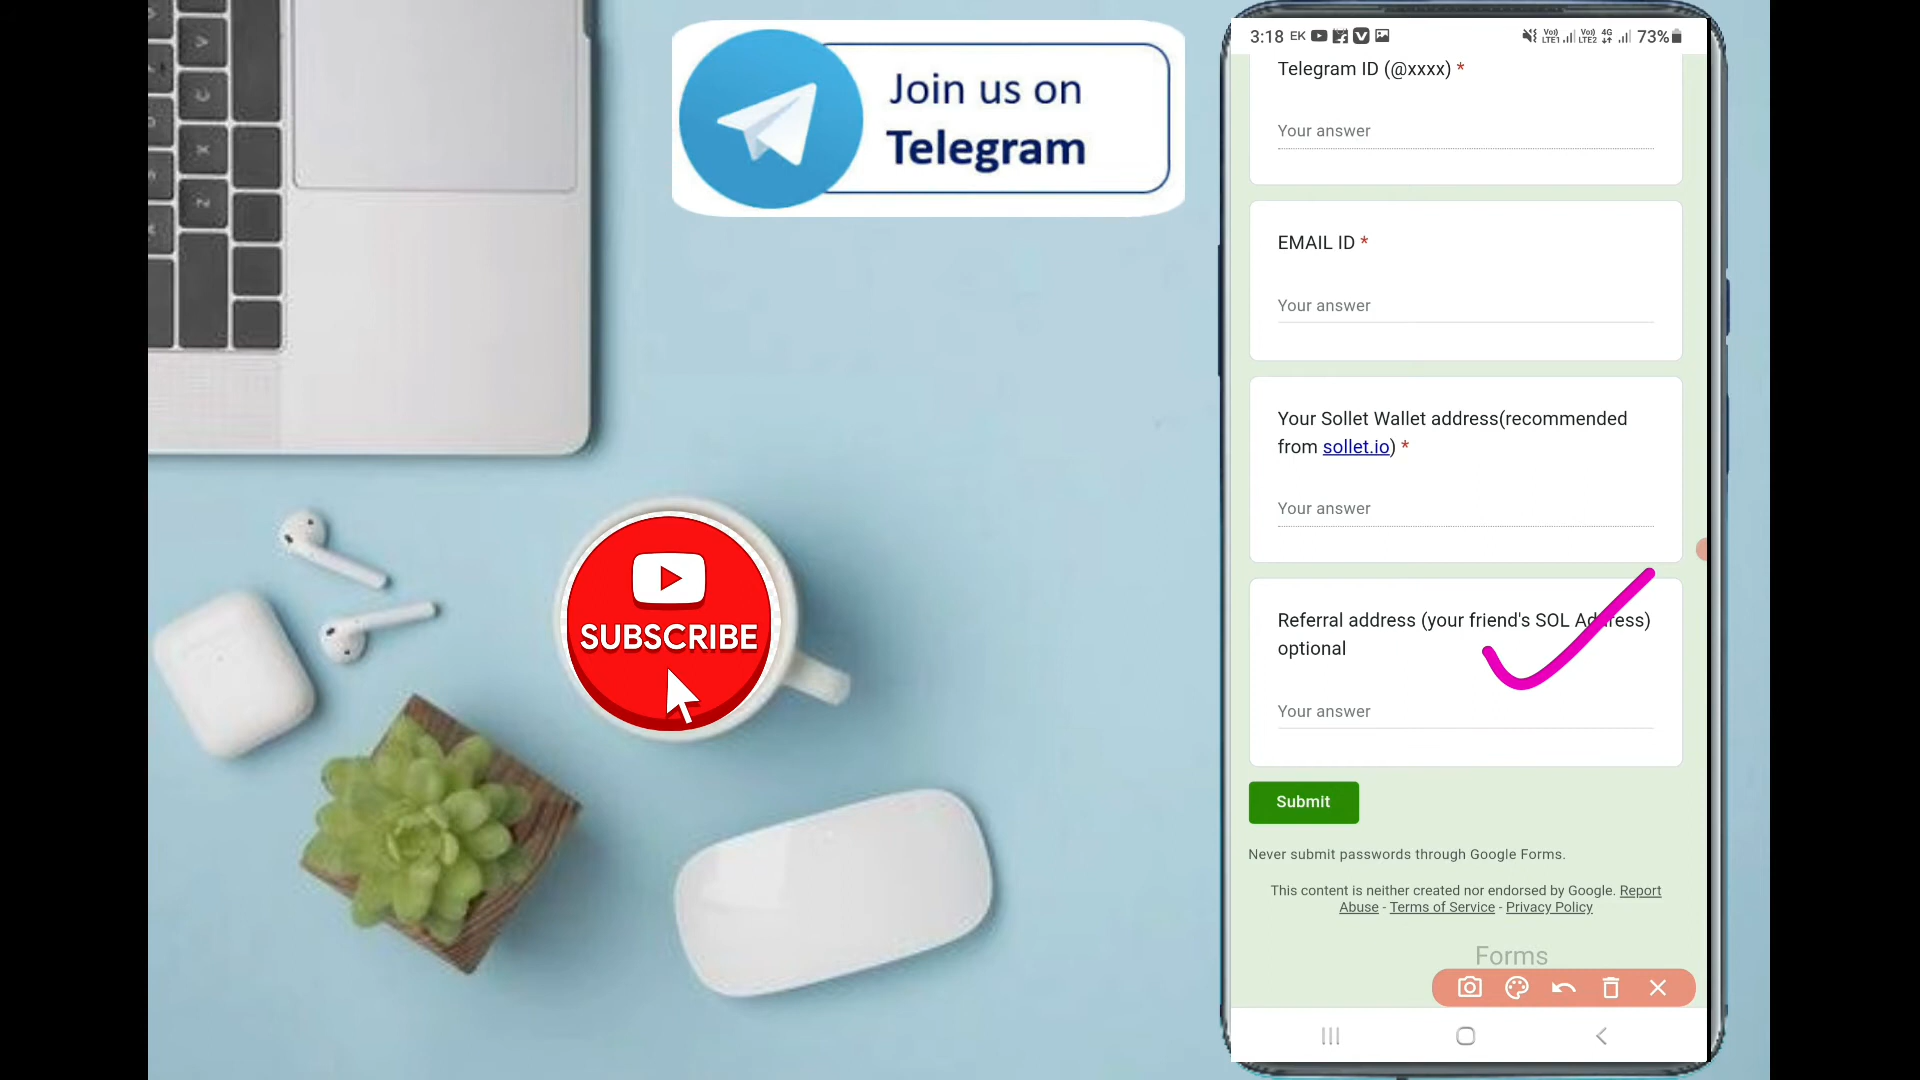 Join us on
Telegram
SUBSCRIBE
3:18 EK
73%
Telegram ID (@xxxx) *
Your answer
EMAIL ID *
Your answer
Your Sollet Wallet address(recommended
from sollet.io) *
Your answer
Referral address (your friend's SOL Address)
optional
Your answer
Submit
Never submit passwords through Google Forms.
This content is neither created nor endorsed by Google. Report
Abuse - Terms of Service - Privacy Policy
Forms